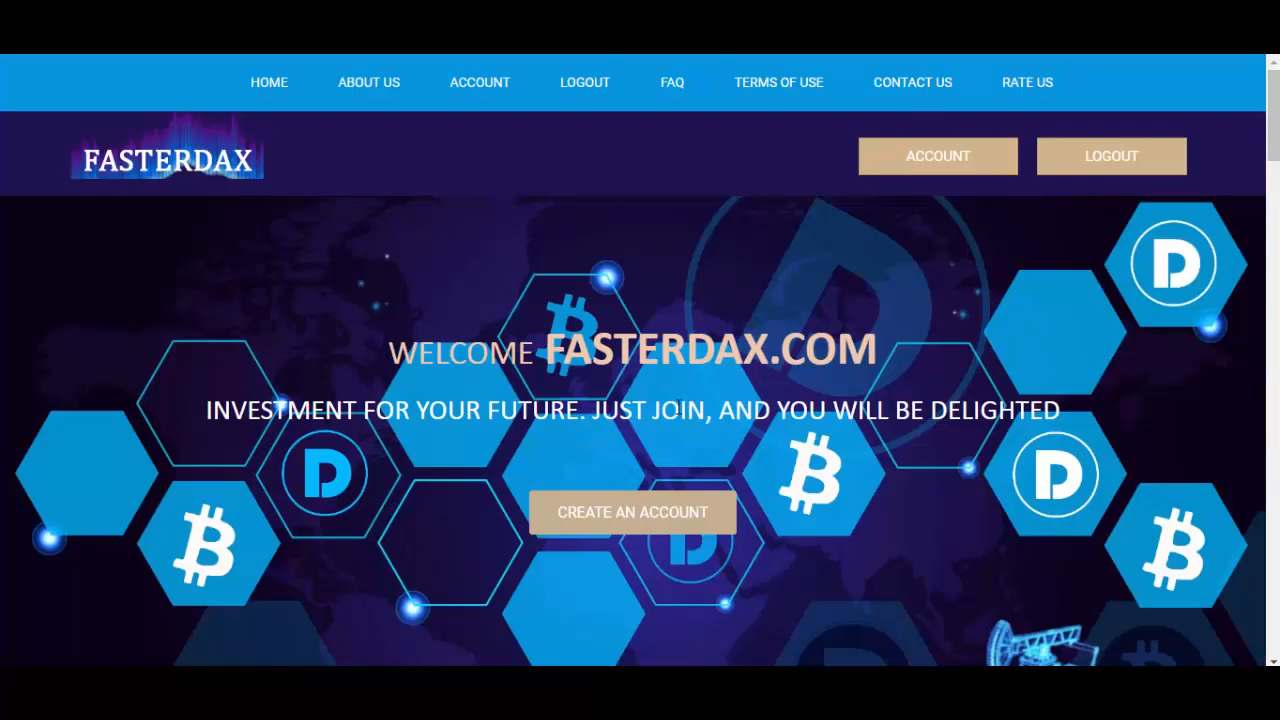 HOME ABOUT US ACCOUNT LOGOUT FAQ TERMS OF USE CONTACT US RATE US
FASTERDAX ACCOUNT LOGOUT
WELCOME FASTERDAX.COM
INVESTMENT FOR YOUR FUTURE. JUST JOIN, AND YOU WILL BE DELIGHTED
CREATE AN ACCOUNT